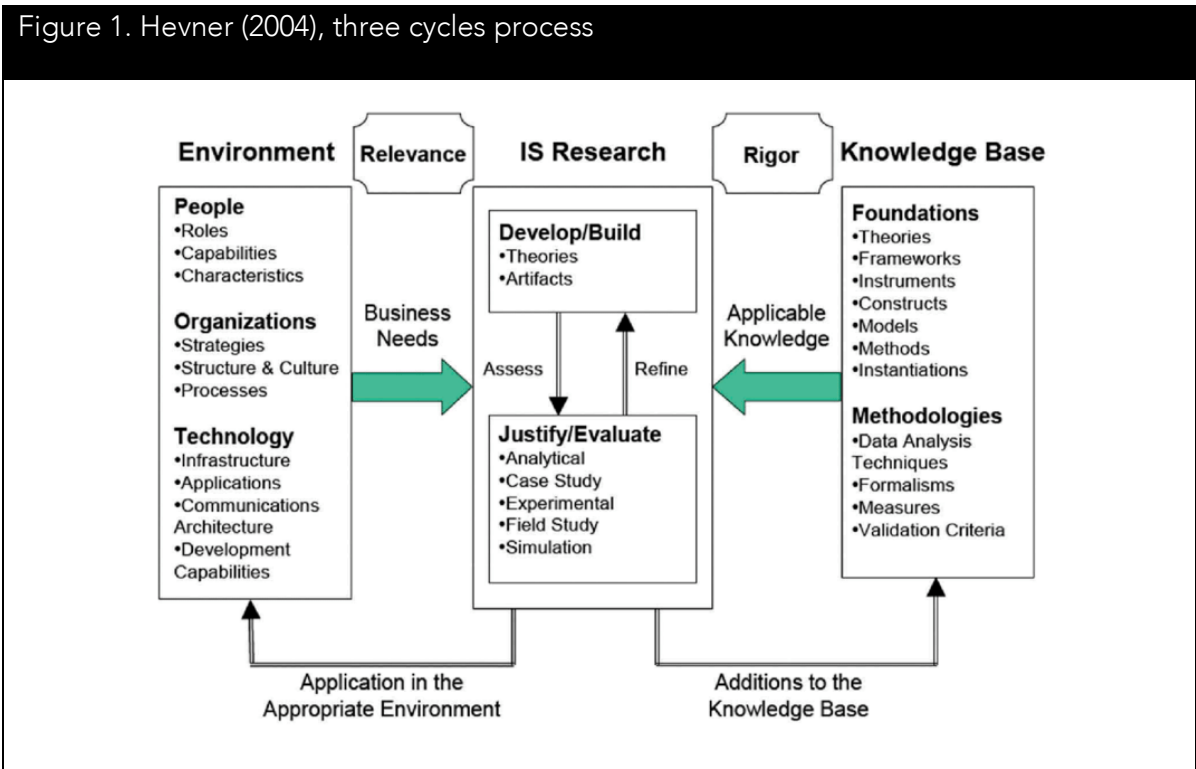 Figure 1. Hevner (2004), three cycles process
Environment
Relevance
IS Research
Rigor
Knowledge Base
People
•Roles
•Capabilities
•Characteristics
Organizations
•Strategies
•Structure & Culture
•Processes
Technology
•Infrastructure
•Applications
•Communications
Architecture
•Development
Capabilities
Business
Needs
Develop/Build
•Theories
•Artifacts
Assess
Refine
Justify/Evaluate
•Analytical
•Case Study
•Experimental
•Field Study
•Simulation
Applicable
Knowledge
Foundations
•Theories
•Frameworks
•Instruments
•Constructs
•Models
•Methods
•Instantiations
Methodologies
•Data Analysis
Techniques
•Formalisms
•Measures
•Validation Criteria
Application in the
Appropriate Environment
Additions to the
Knowledge Base